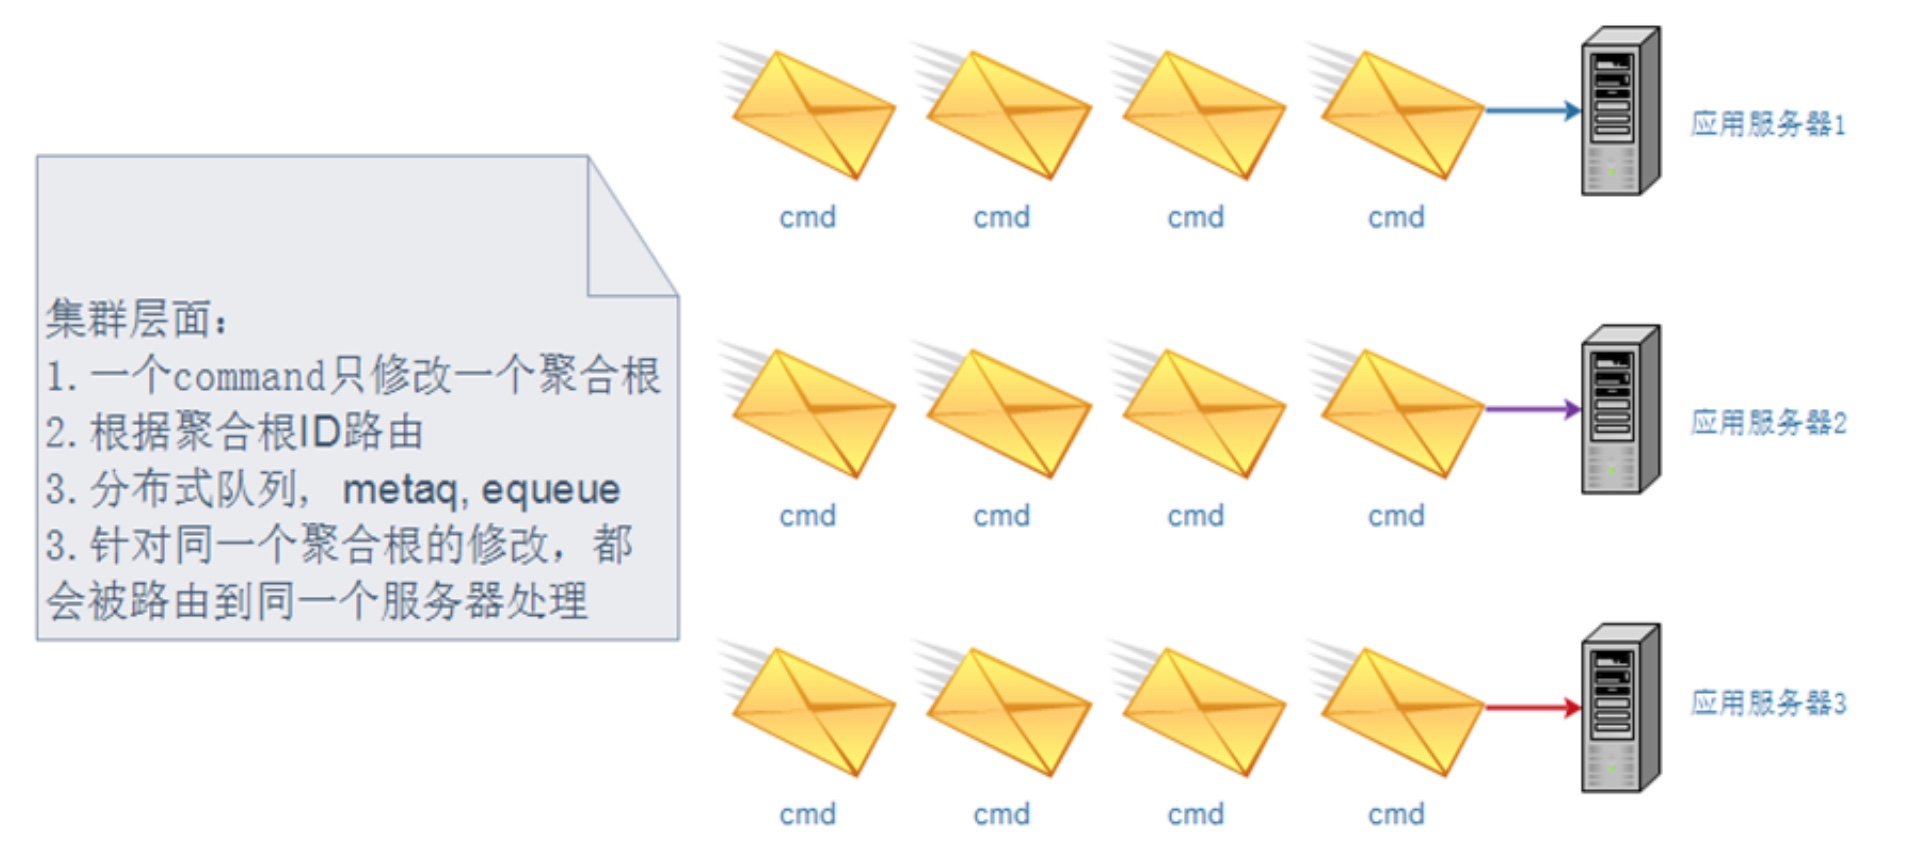 集群层面：
1. 一个command只修改一个聚合根
2. 根据聚合根ID路由
3. 分布式队列, metaq, equeue
3. 针对同一个聚合根的修改, 都
会被路由到同一个服务器处理
cmd cmd cmd cmd
应用服务器1
cmd cmd cmd cmd
应用服务器2
cmd cmd cmd cmd
应用服务器3